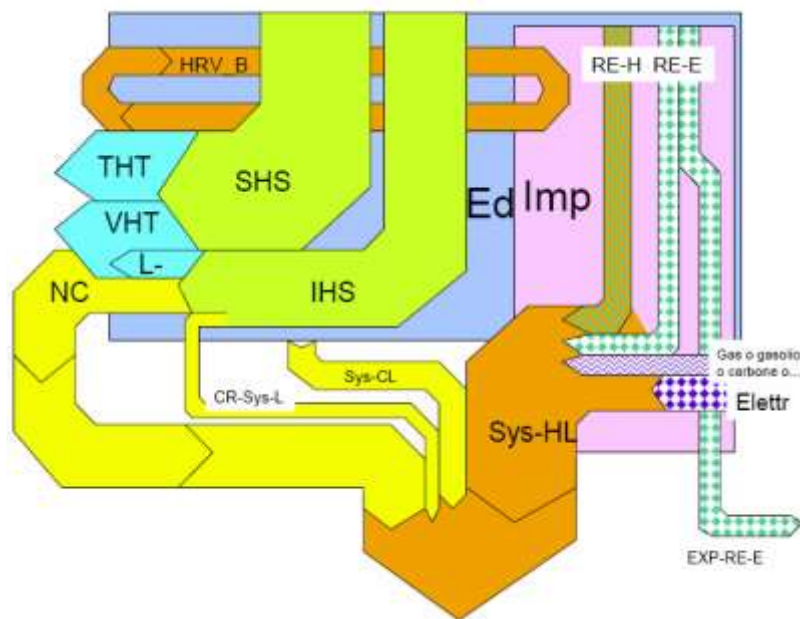 HRV_B
RE-H RE-E
THT
SHS
Ed Imp
VHT
L-
NC
IHS
Gas o gasolio
o carbone o...
Sys-CL
CR-Sys-L
Elettr
Sys-HL
EXP-RE-E